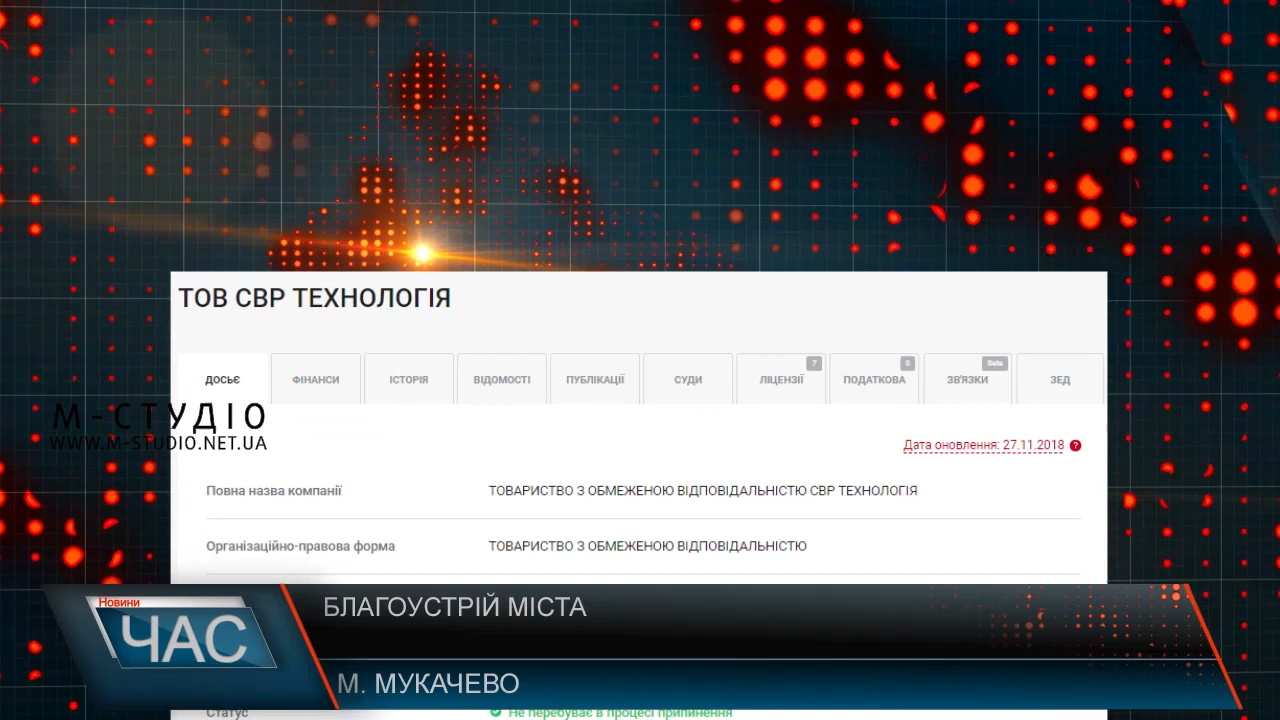 ТОВ СВР ТЕХНОЛОГІЯ
ДОСЬЄ
ФІНАНСИ
ІСТОРІЯ
ВІДОМОСТІ
ПУБЛІКАЦІЇ
СУДИ
ЛІЦЕНЗІЇ 7
ПОДАТКОВА 0
ЗВ'ЯЗКИ Beta
ЗЕД
М-СТУДІО
WWW.M-STUDIO.NET.UA
Дата оновлення: 27.11.2018 ?
Повна назва компанії ТОВАРИСТВО З ОБМЕЖЕНОЮ ВІДПОВІДАЛЬНІСТЮ СВР ТЕХНОЛОГІЯ
Організаційно-правова форма ТОВАРИСТВО З ОБМЕЖЕНОЮ ВІДПОВІДАЛЬНІСТЮ
Новини
ЧАС
БЛАГОУСТРІЙ МІСТА
М. МУКАЧЕВО
Статус Не перебуває в процесі припинення